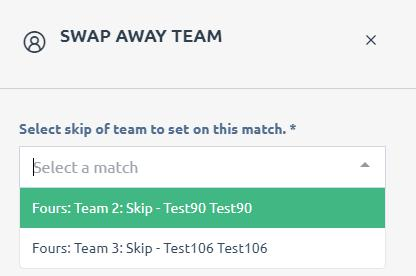 SWAP AWAY TEAM
Select skip of team to set on this match. *
Select a match
Fours: Team 2: Skip - Test90 Test90
Fours: Team 3: Skip - Test106 Test106